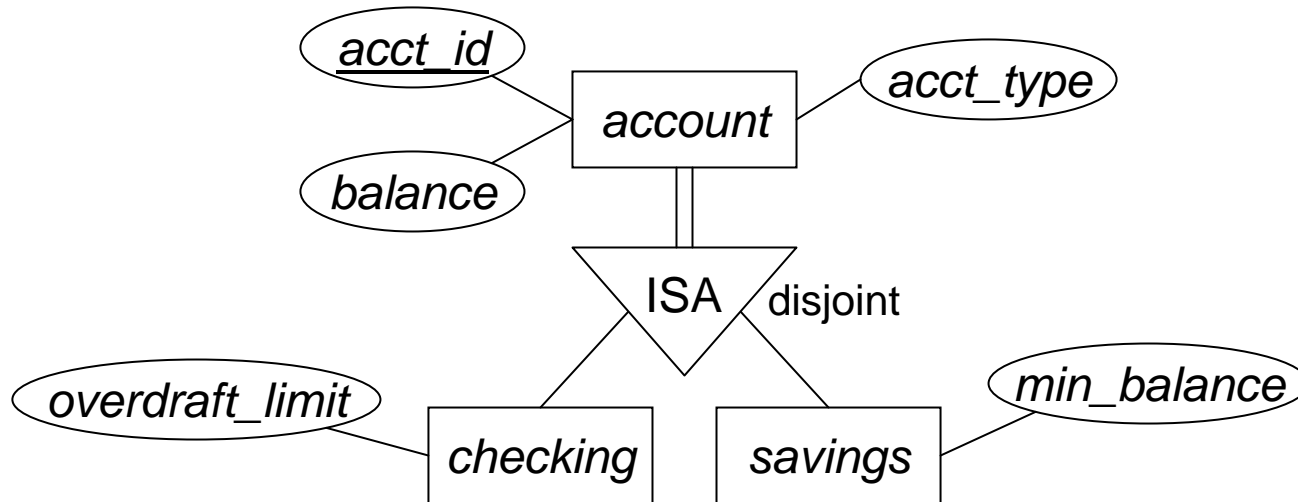 acct_id
acct_type
account
balance
ISA
disjoint
overdraft_limit
min_balance
checking
savings